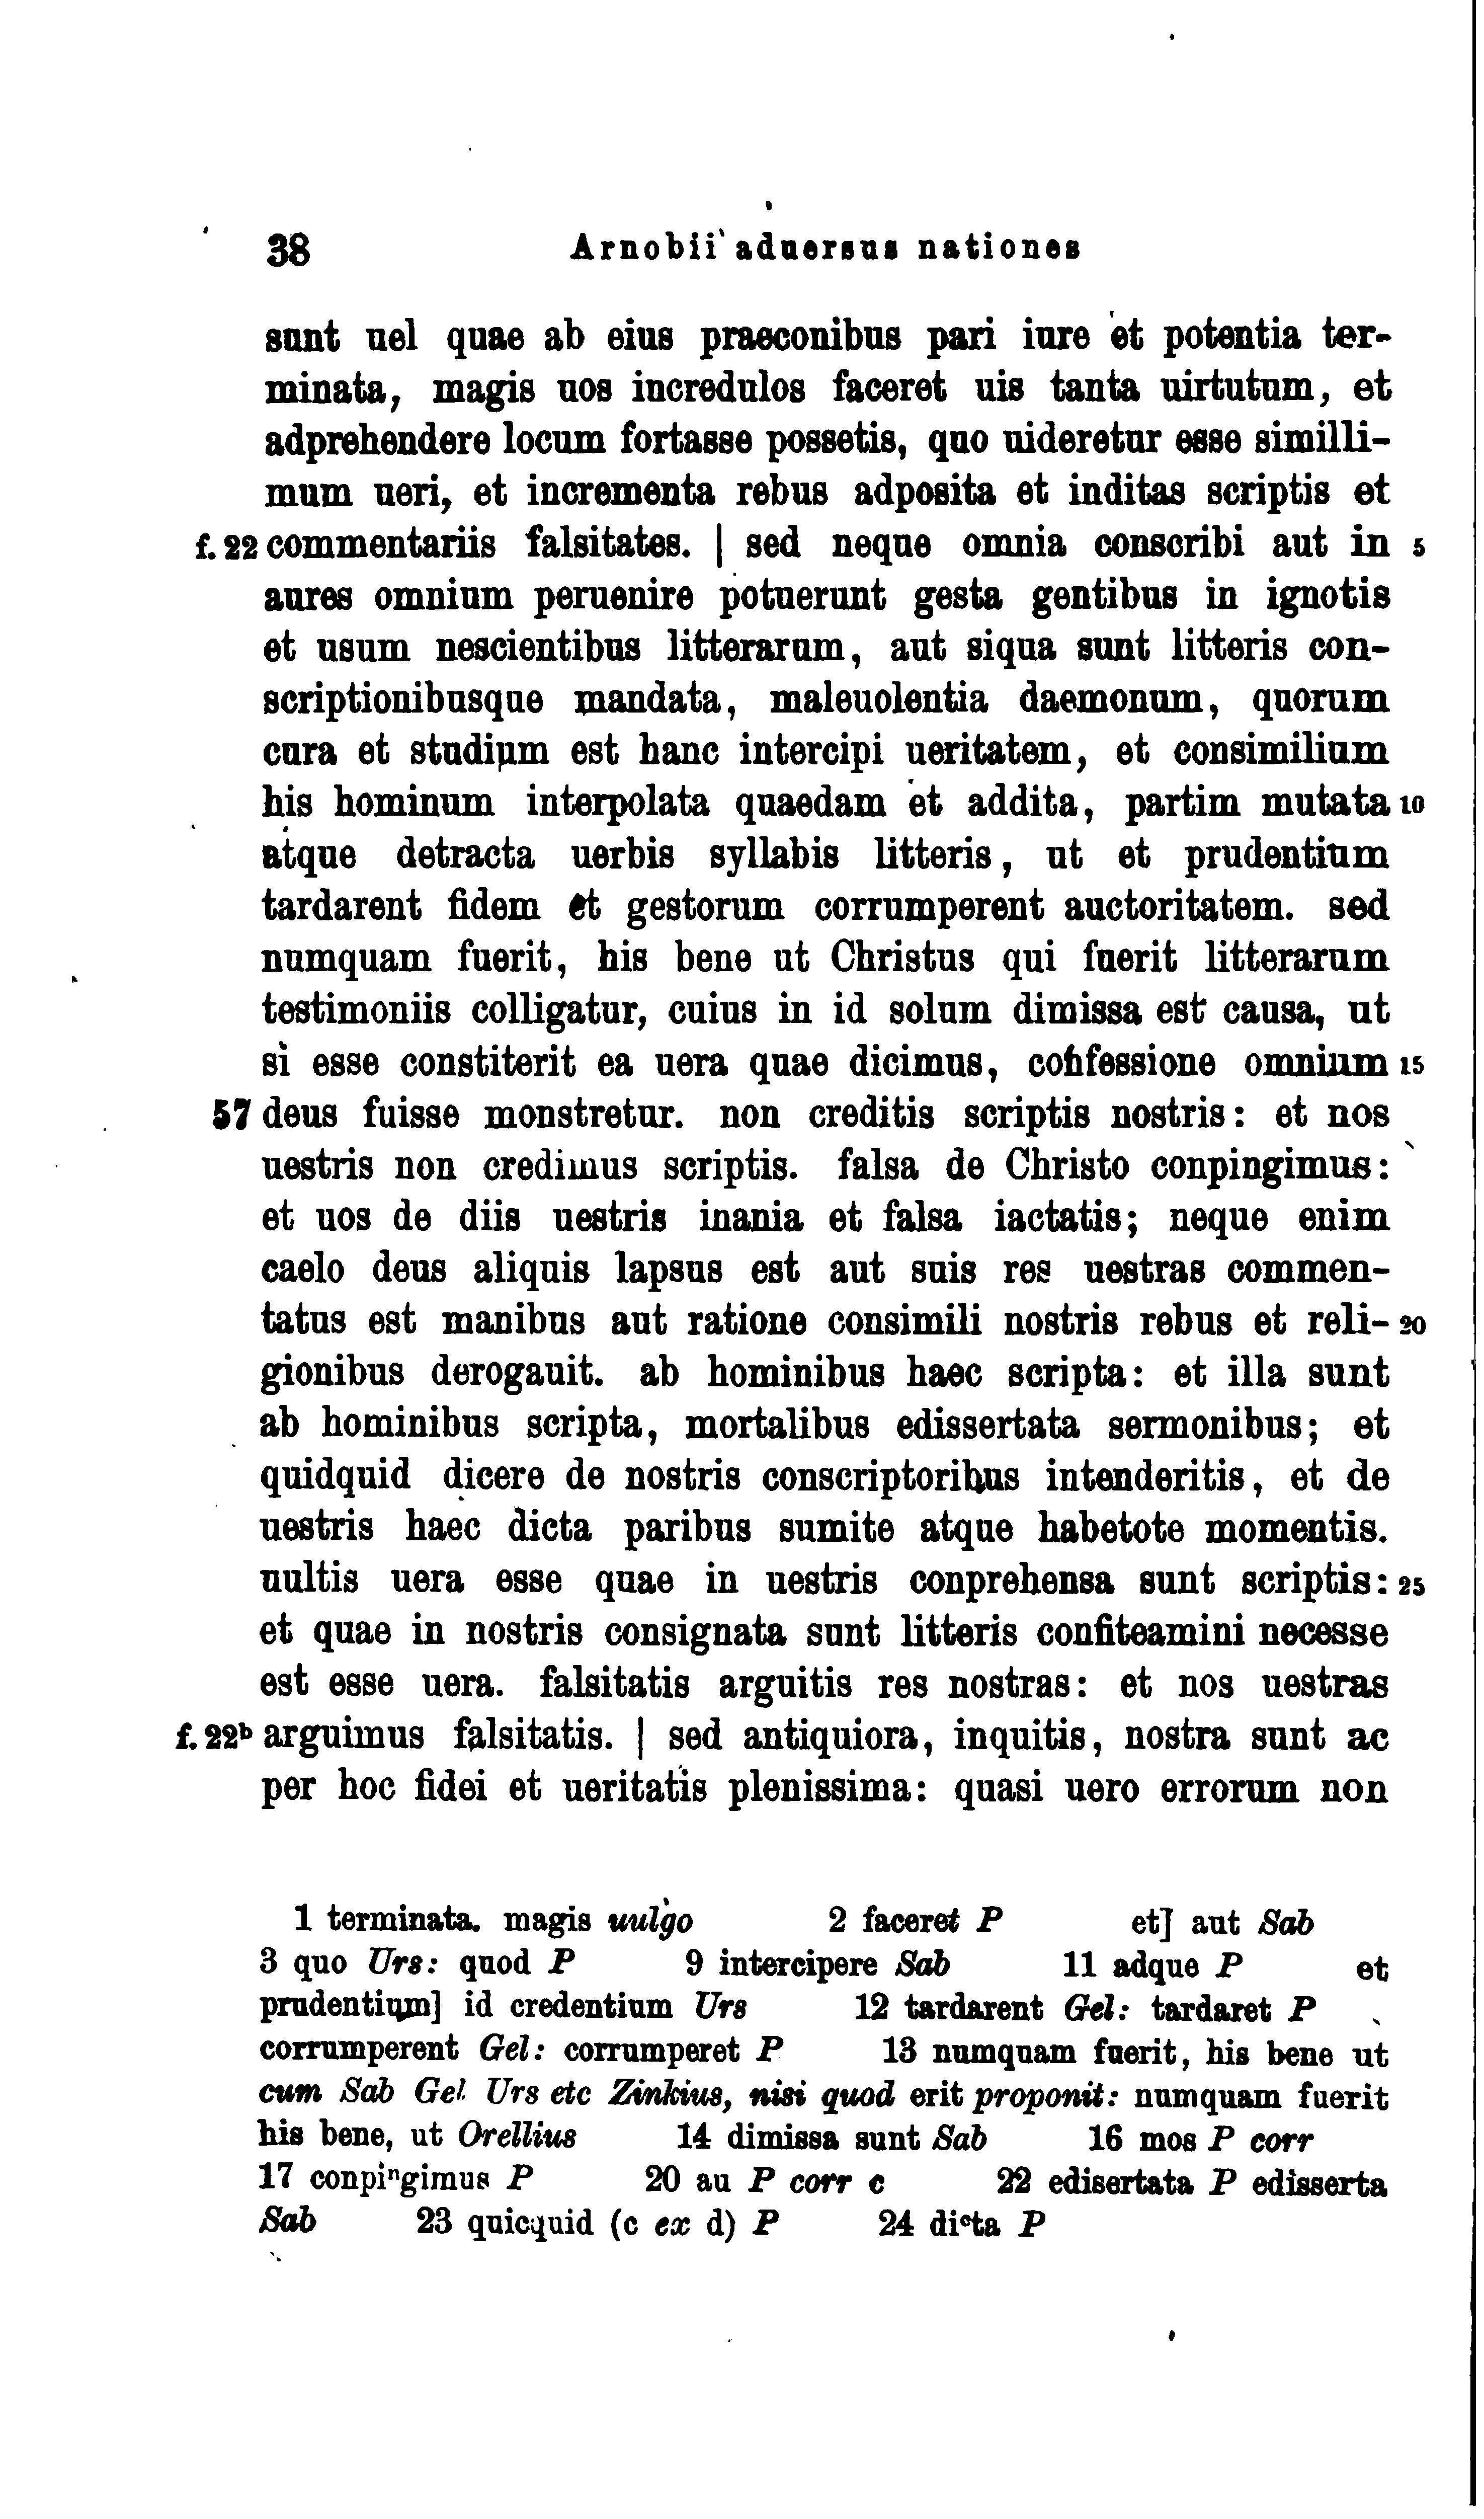 38 Arnobii aduersus nationes
sunt uel quae ab eius praeconibus pari iure et potentia ter-
minata, magis uos incredulos faceret uis tanta uirtutum, et
adprehendere locum fortasse possetis, quo uideretur esse simillі-
mum ueri, et incrementa rebus adposita et inditas scriptis et
f. 22 commentariis falsitates. | sed neque omnia conscribi aut in 5
aures omnium peruenire potuerunt gesta gentibus in ignotis
et usum nescientibus litterarum, aut siqua sunt litteris con-
scriptionibusque mandata, maleuolentia daemonum, quorum
cura et studium est hanc intercipi ueritatem, et consimilium
his hominum interpolata quaedam et addita, partim mutata 10
atque detracta uerbis syllabis litteris, ut et prudentium
tardarent fidem et gestorum corrumperent auctoritatem. sed
numquam fuerit, his bene ut Christus qui fuerit litterarum
testimoniis colligatur, cuius in id solum dimissa est causa, ut
si esse constiterit ea uera quae dicimus, confessione omnium 15
57 deus fuisse monstretur. non creditis scriptis nostris: et nos
uestris non credimus scriptis. falsa de Christo conpingimus:
et uos de diis uestris inania et falsa iactatis; neque enim
caelo deus aliquis lapsus est aut suis res uestras commen-
tatus est manibus aut ratione consimili nostris rebus et reli- 20
gionibus derogauit. ab hominibus haec scripta: et illa sunt
ab hominibus scripta, mortalibus edissertata sermonibus; et
quidquid dicere de nostris conscriptoribus intenderitis, et de
uestris haec dicta paribus sumite atque habetote momentis.
uultis uera esse quae in uestris conprehensa sunt scriptis: 25
et quae in nostris consignata sunt litteris confiteamini necesse
est esse uera. falsitatis arguitis res nostras: et nos uestras
f. 22b arguimus falsitatis. | sed antiquiora, inquitis, nostra sunt ac
per hoc fidei et ueritatis plenissima: quasi uero errorum non
1 terminata. magis uulgo 2 faceret P et] aut Sab
3 quo Urs: quod P 9 intercipere Sab 11 adque P et
prudentium] id credentium Urs 12 tardarent Gel: tardaret P
corrumperent Gel: corrumperet P 13 numquam fuerit, his bene ut
cum Sab Gel Urs etc Zinkius, nisi quod erit proponit: numquam fuerit
his bene, ut Orellius 14 dimissa sunt Sab 16 mos P corr
17 conpingimus P 20 au P corr c 22 edisertata P edisserta
Sab 23 quicquid (c ex d) P 24 dicta P